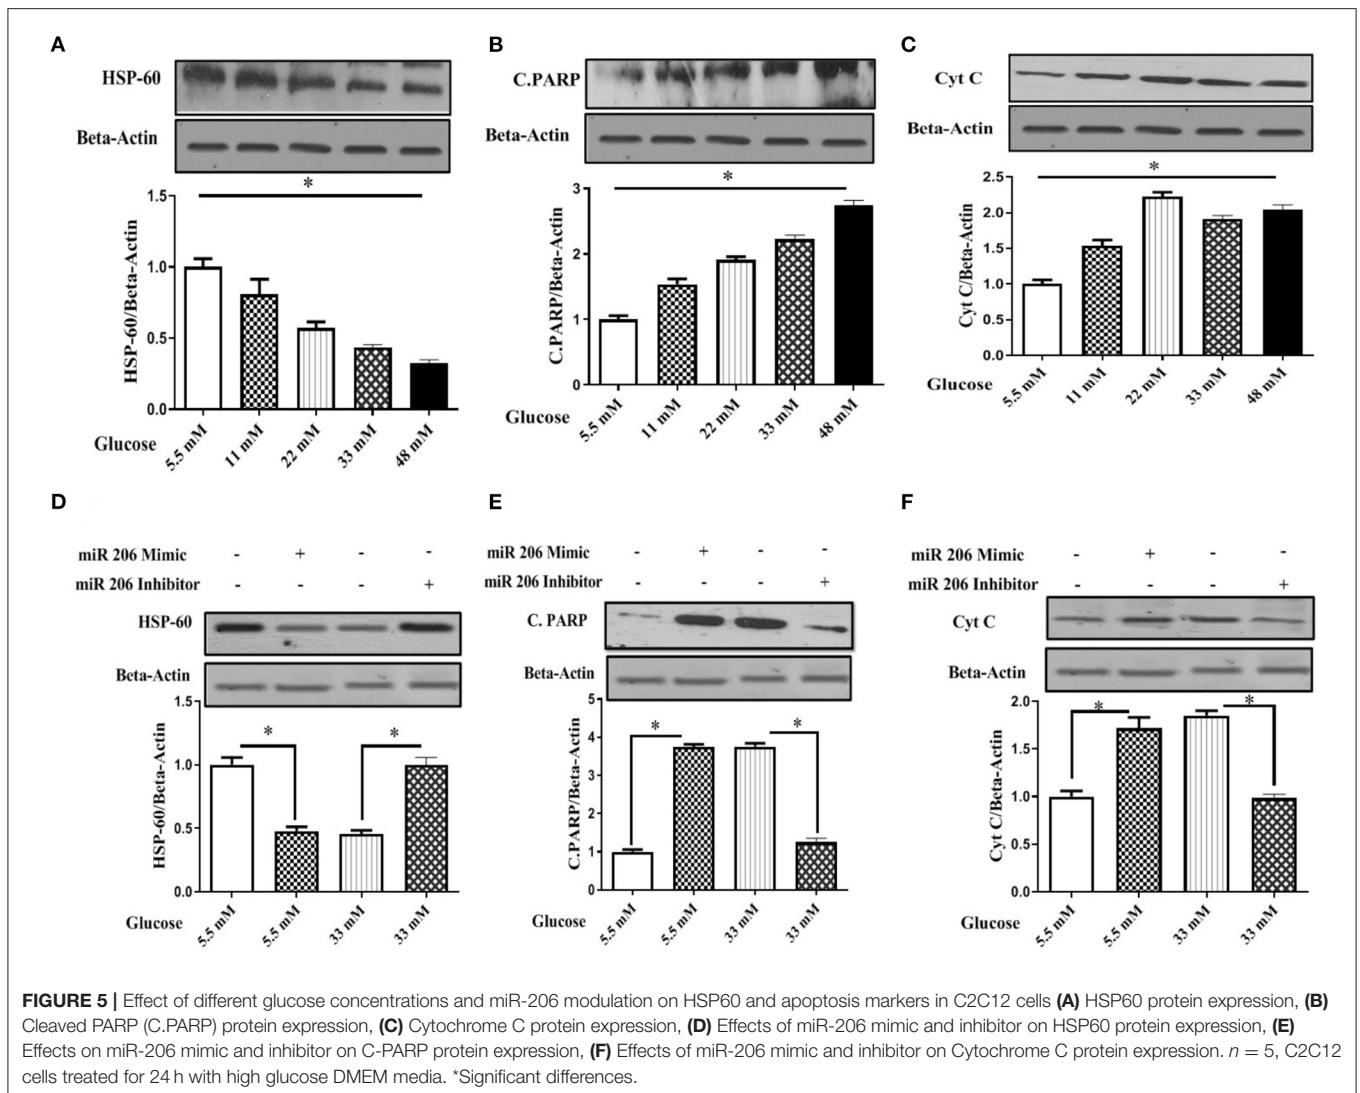 A
HSP-60
Beta-Actin
*
HSP-60/Beta-Actin
1.5
1.0
0.5
0.0
Glucose
5.5 mM
11 mM
22 mM
33 mM
48 mM
B
C.PARP
Beta-Actin
*
C.PARP/Beta-Actin
3
2
1
0
Glucose
5.5 mM
11 mM
22 mM
33 mM
48 mM
C
Cyt C
Beta-Actin
*
Cyt C/Beta-Actin
2.5
2.0
1.5
1.0
0.5
0.0
Glucose
5.5 mM
11 mM
22 mM
33 mM
48 mM
D
miR 206 Mimic - + - -
miR 206 Inhibitor - - - +
HSP-60
Beta-Actin
HSP-60/Beta-Actin
1.5
1.0
0.5
0.0
* *
Glucose
5.5 mM
5.5 mM
33 mM
33 mM
E
miR 206 Mimic - + - -
miR 206 Inhibitor - - - +
C. PARP
Beta-Actin
C.PARP/Beta-Actin
5
4
3
2
1
0
* *
Glucose
5.5 mM
5.5 mM
33 mM
33 mM
F
miR 206 Mimic - + - -
miR 206 Inhibitor - - - +
Cyt C
Beta-Actin
Cyt C/Beta-Actin
2.0
1.5
1.0
0.5
0.0
* *
Glucose
5.5 mM
5.5 mM
33 mM
33 mM
FIGURE 5 | Effect of different glucose concentrations and miR-206 modulation on HSP60 and apoptosis markers in C2C12 cells (A) HSP60 protein expression, (B)
Cleaved PARP (C.PARP) protein expression, (C) Cytochrome C protein expression, (D) Effects of miR-206 mimic and inhibitor on HSP60 protein expression, (E)
Effects on miR-206 mimic and inhibitor on C-PARP protein expression, (F) Effects of miR-206 mimic and inhibitor on Cytochrome C protein expression. n = 5, C2C12
cells treated for 24 h with high glucose DMEM media. *Significant differences.